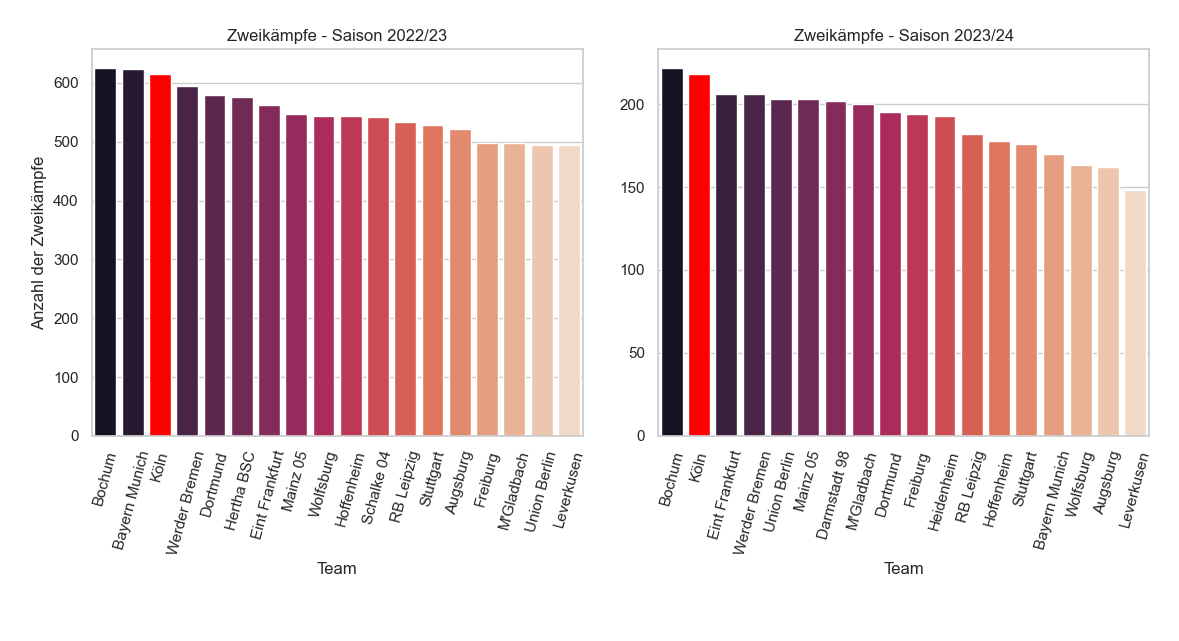 Zweikämpfe - Saison 2022/23
Anzahl der Zweikämpfe
600
500
400
300
200
100
0
Bochum
Bayern Munich
Köln
Werder Bremen
Dortmund
Hertha BSC
Eint Frankfurt
Mainz 05
Wolfsburg
Hoffenheim
Schalke 04
RB Leipzig
Stuttgart
Augsburg
Freiburg
M'Gladbach
Union Berlin
Leverkusen
Team
Zweikämpfe - Saison 2023/24
200
150
100
50
0
Bochum
Köln
Eint Frankfurt
Werder Bremen
Union Berlin
Mainz 05
Darmstadt 98
M'Gladbach
Dortmund
Freiburg
Heidenheim
RB Leipzig
Hoffenheim
Stuttgart
Bayern Munich
Wolfsburg
Augsburg
Leverkusen
Team